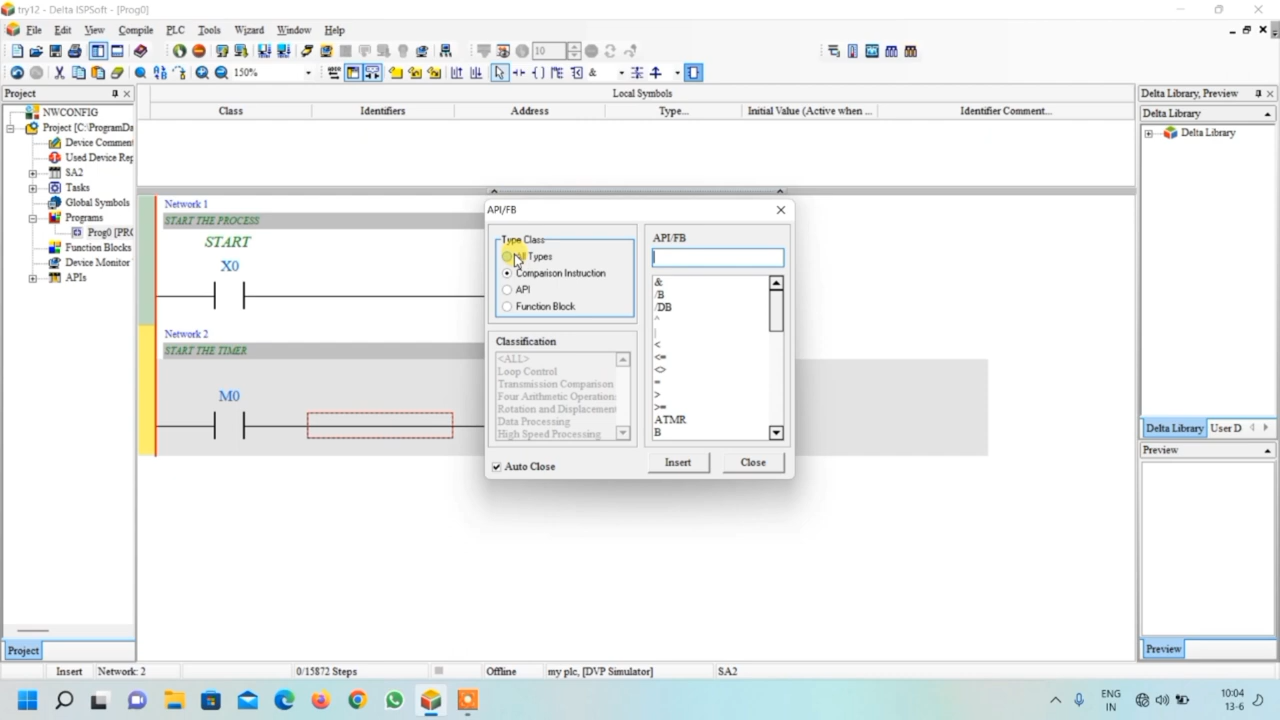 try12 - Delta ISPSoft - [Prog0]
File Edit View Compile PLC Tools Wizard Window Help
10
150%
&
Project
Local Symbols
Delta Library, Preview
NWCONFIG
Class Identifiers Address Type... Initial Value (Active when ... Identifier Comment...
Delta Library
Project [C:\ProgramDa
Delta Library
Device Comment
Used Device Rep
SA2
Tasks
Global Symbols
Programs
Prog0 [PRG
Function Blocks
Device Monitor
APIs
Network 1
START THE PROCESS
START
X0
Network 2
START THE TIMER
M0
API/FB
Type Class
All Types
Comparison Instruction
API
Function Block
Classification
<ALL>
Loop Control
Transmission Comparison
Four Arithmetic Operation:
Rotation and Displacement
Data Processing
High Speed Processing
Auto Close
API/FB
&
/B
/DB
^
|
<
<=
<>
=
>
>=
ATMR
B
Insert Close
Delta Library User D
Preview
Project
Preview
Insert Network: 2 0/15872 Steps Offline my plc, [DVP Simulator] SA2
ENG
IN
10:04
13-6